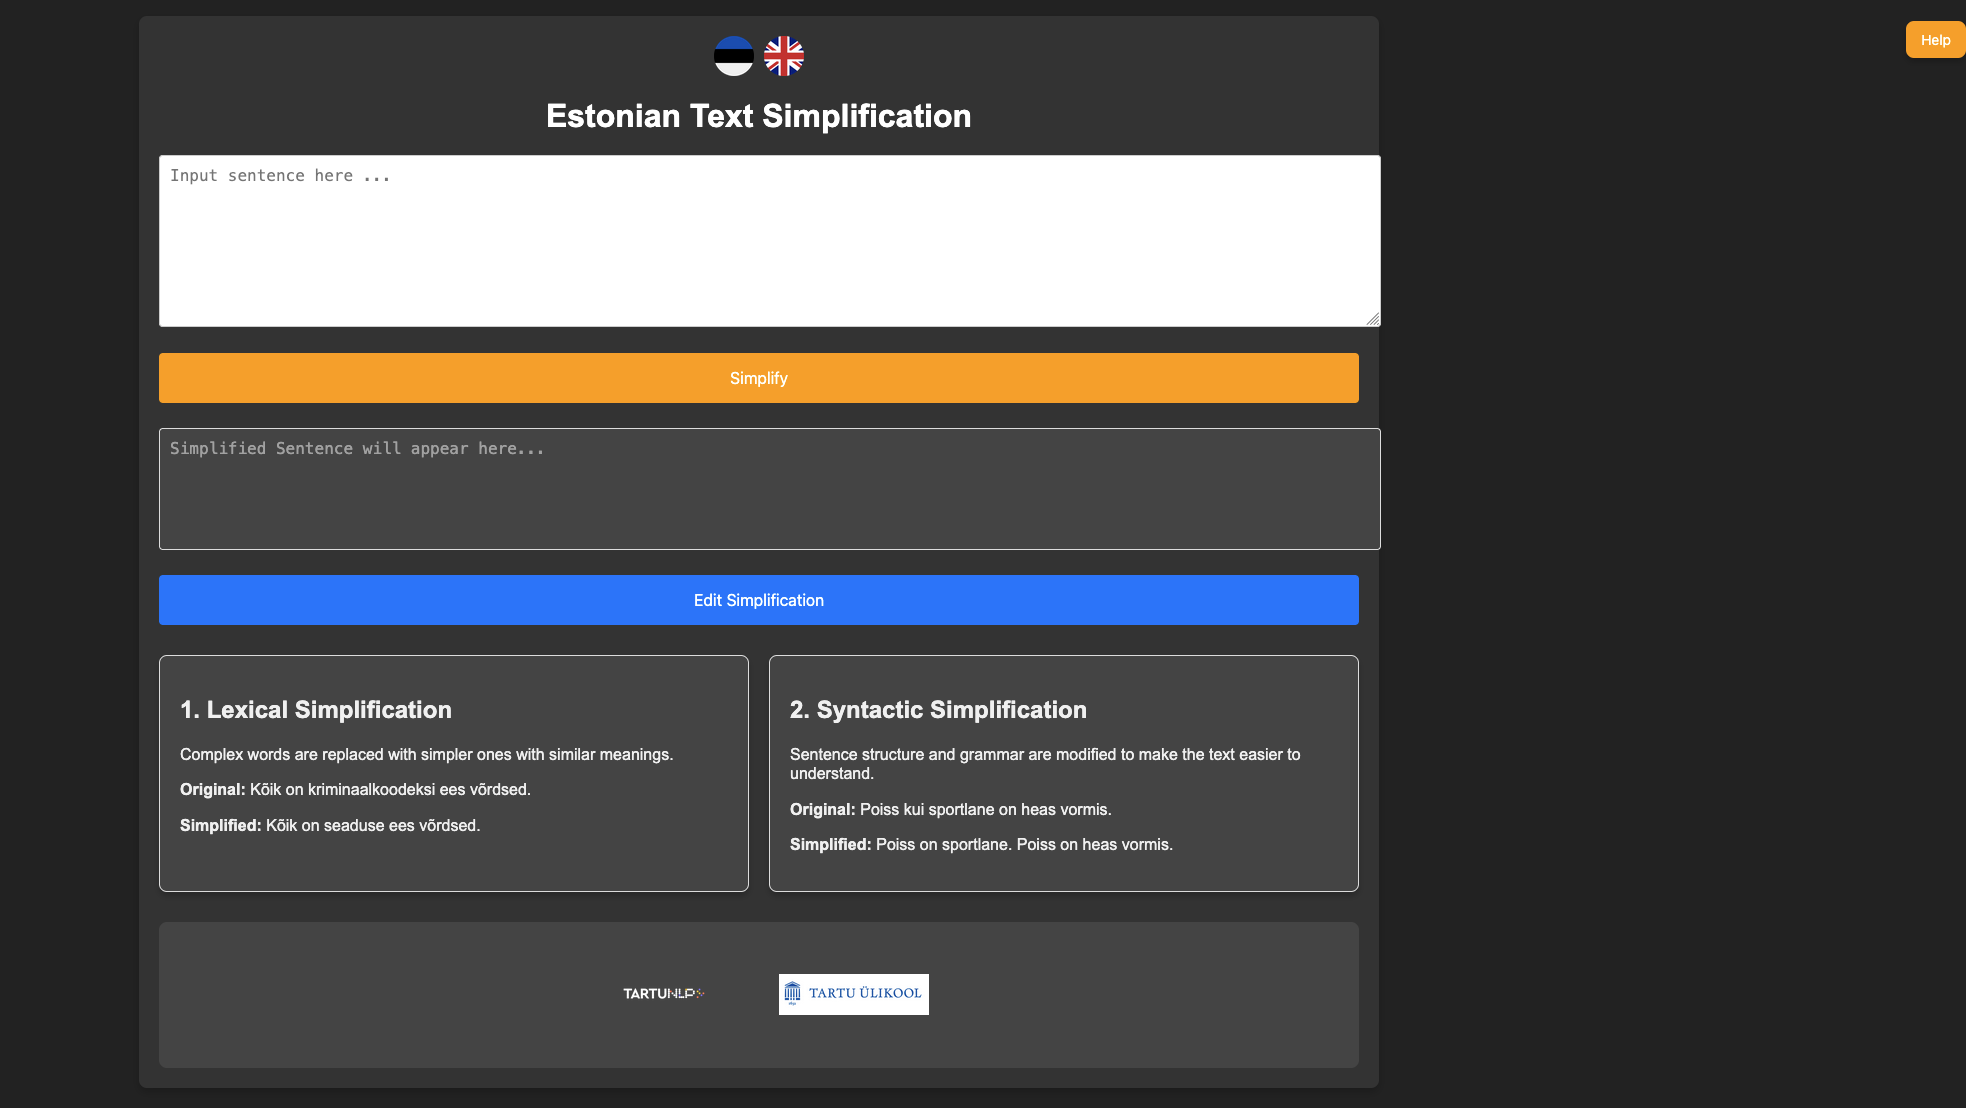 Help
Estonian Text Simplification
Input sentence here ...
Simplify
Simplified Sentence will appear here...
Edit Simplification
1. Lexical Simplification
Complex words are replaced with simpler ones with similar meanings.
Original: Kõik on kriminaalkoodeksi ees võrdsed.
Simplified: Kõik on seaduse ees võrdsed.
2. Syntactic Simplification
Sentence structure and grammar are modified to make the text easier to
understand.
Original: Poiss kui sportlane on heas vormis.
Simplified: Poiss on sportlane. Poiss on heas vormis.
TARTUNLP
TARTU ÜLIKOOL